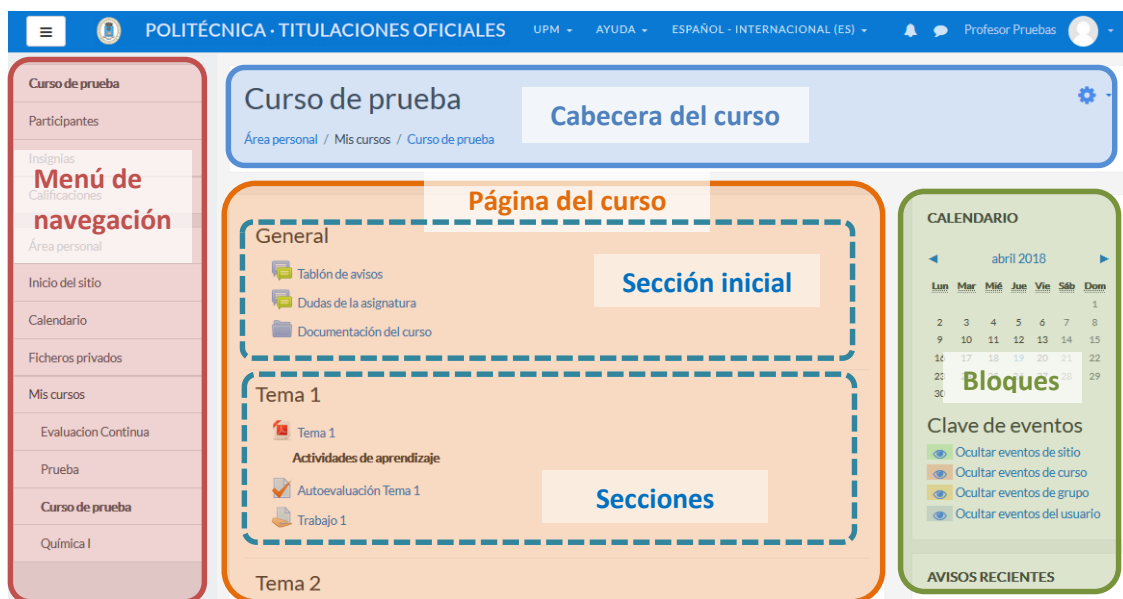 POLITÉCNICA · TITULACIONES OFICIALES
UPM
AYUDA
ESPAÑOL - INTERNACIONAL (ES)
Profesor Pruebas
Curso de prueba
Participantes
Insignias
Menú de
Calificaciones
navegación
Área personal
Inicio del sitio
Calendario
Ficheros privados
Mis cursos
Evaluacion Continua
Prueba
Curso de prueba
Química I
Curso de prueba
Cabecera del curso
Área personal / Mis cursos / Curso de prueba
Página del curso
General
Tablón de avisos
Sección inicial
Dudas de la asignatura
Documentación del curso
Tema 1
Tema 1
Actividades de aprendizaje
Autoevaluación Tema 1
Secciones
Trabajo 1
Tema 2
CALENDARIO
◄ abril 2018 ►
Lun Mar Mié Jue Vie Sáb Dom
1
2 3 4 5 6 7 8
9 10 11 12 13 14 15
16 17 18 19 20 21 22
23 28 29
30
Bloques
Clave de eventos
Ocultar eventos de sitio
Ocultar eventos de curso
Ocultar eventos de grupo
Ocultar eventos del usuario
AVISOS RECIENTES